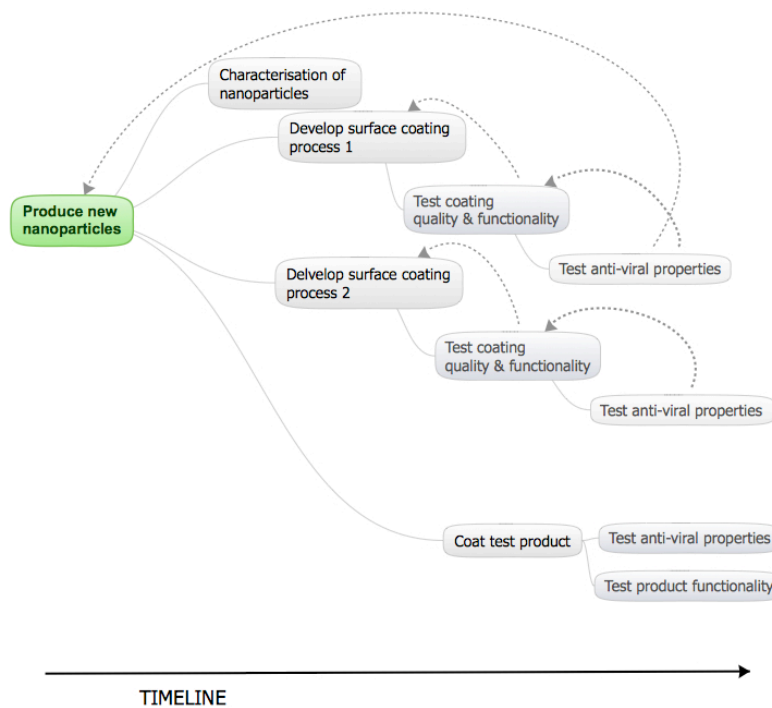 Characterisation of
nanoparticles
Develop surface coating
process 1
Test coating
quality & functionality
Produce new
nanoparticles
Test anti-viral properties
Delvelop surface coating
process 2
Test coating
quality & functionality
Test anti-viral properties
Coat test product
Test anti-viral properties
Test product functionality
TIMELINE